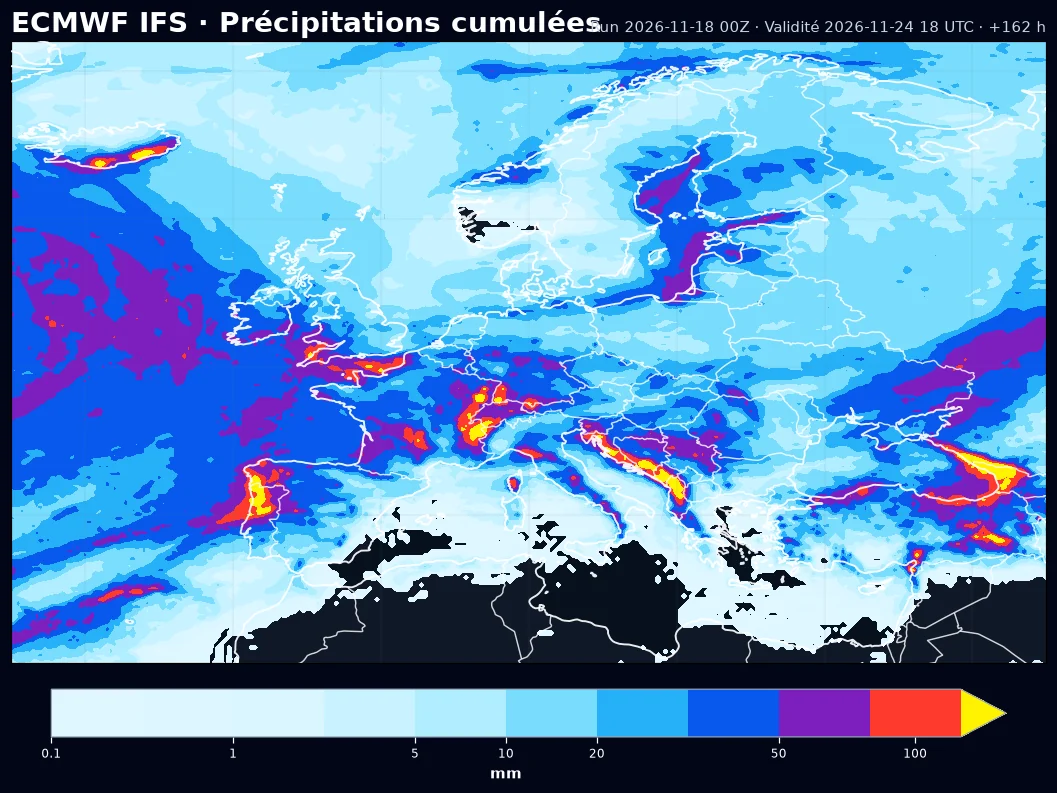 ECMWF IFS · Précipitations cumulées
Run 2026-11-18 00Z · Validité 2026-11-24 18 UTC · +162 h
0.1 1 5 10 20 50 100
mm